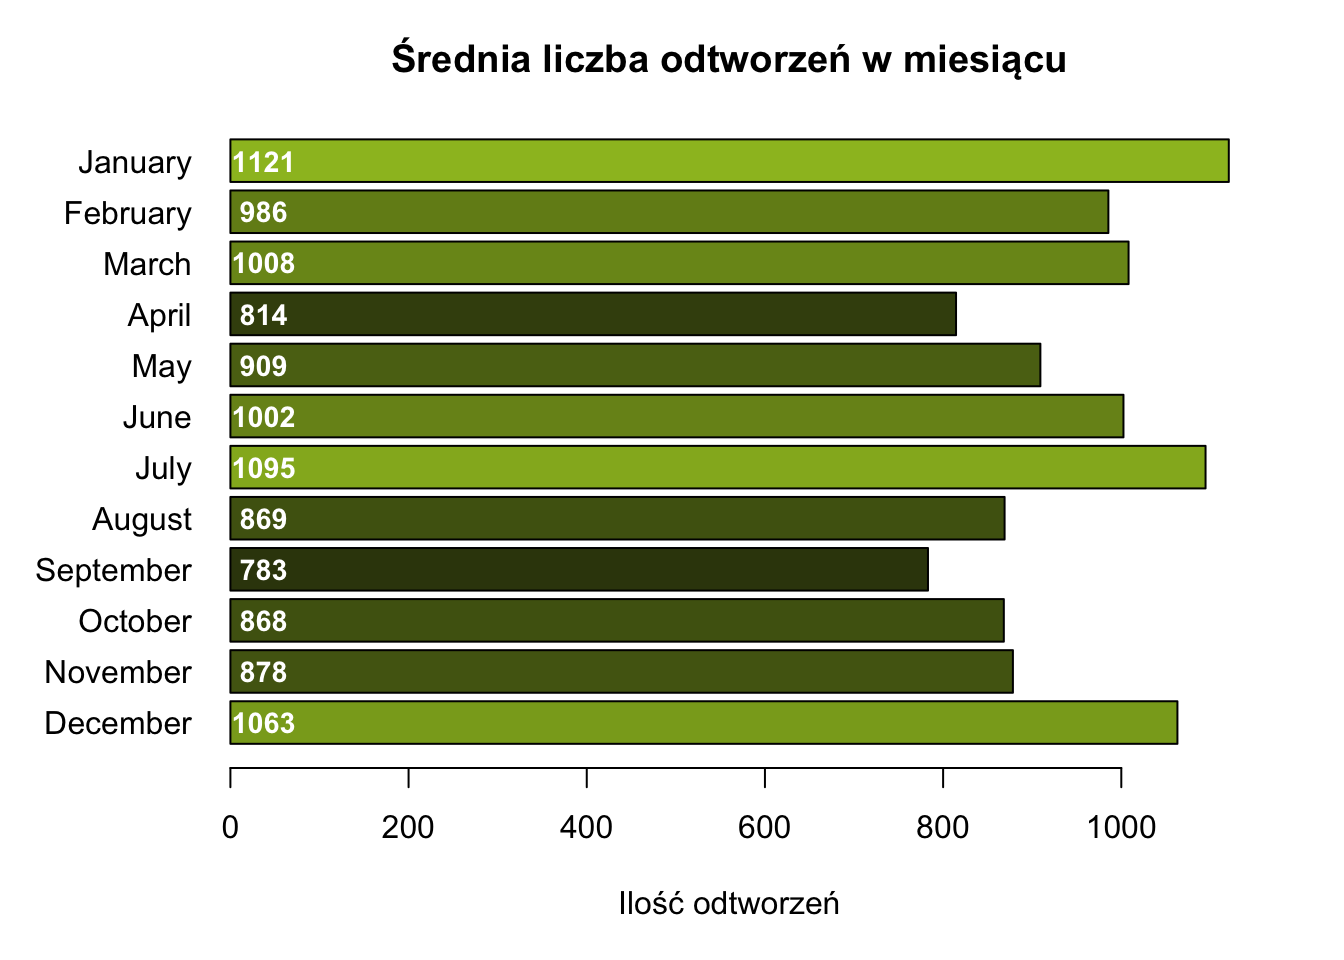 Średnia liczba odtworzeń w miesiącu
January 1121
February 986
March 1008
April 814
May 909
June 1002
July 1095
August 869
September 783
October 868
November 878
December 1063
0 200 400 600 800 1000
Ilość odtworzeń